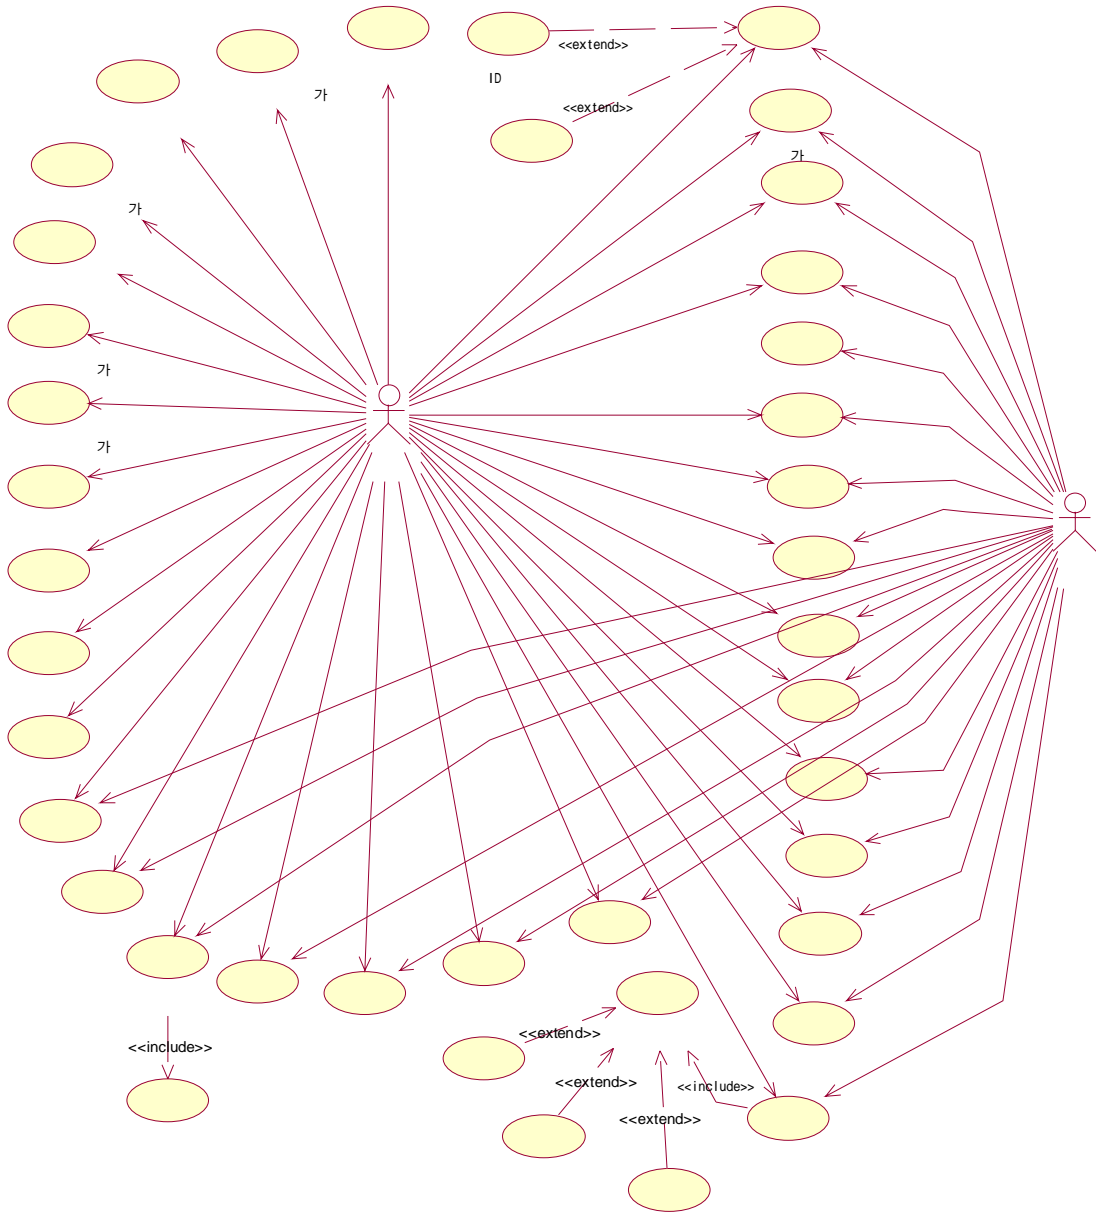 <<extend>>
ID
가
<<extend>>
가
가
가
가
<<extend>>
<<include>>
<<extend>>
<<include>>
<<extend>>